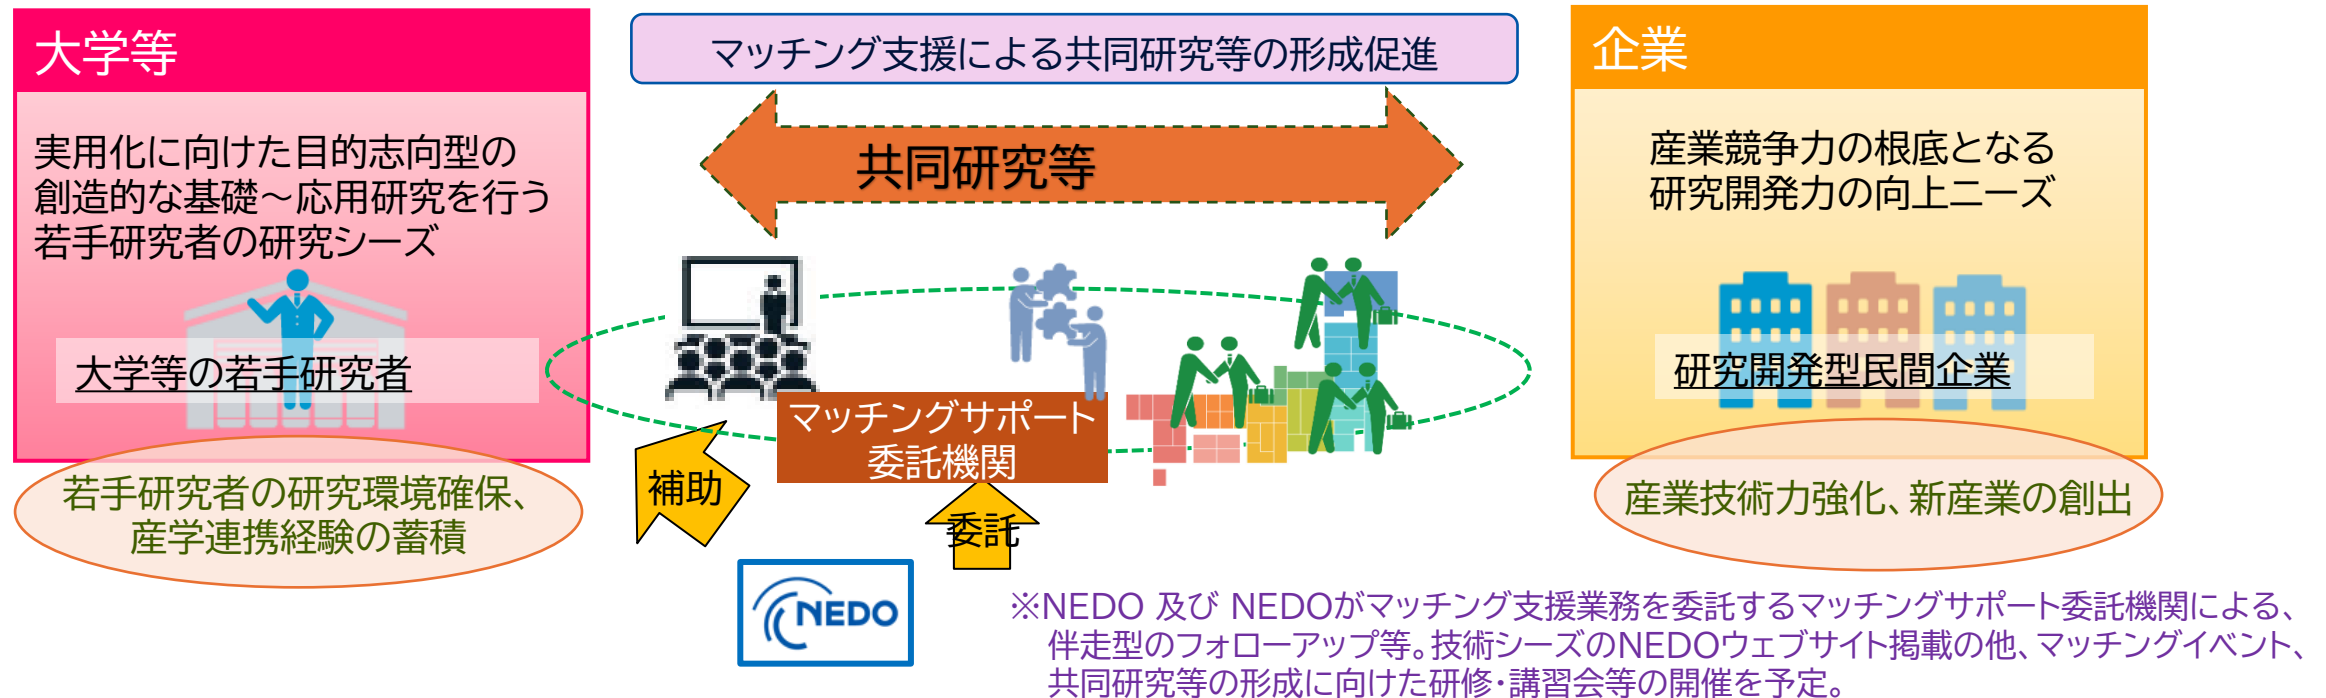 大学等
実用化に向けた目的志向型の
創造的な基礎～応用研究を行う
若手研究者の研究シーズ
大学等の若手研究者
若手研究者の研究環境確保、
産学連携経験の蓄積
マッチング支援による共同研究等の形成促進
共同研究等
マッチングサポート
委託機関
補助
委託
NEDO
企業
産業競争力の根底となる
研究開発力の向上ニーズ
研究開発型民間企業
産業技術力強化、新産業の創出
※NEDO 及び NEDOがマッチング支援業務を委託するマッチングサポート委託機関による、
伴走型のフォローアップ等。技術シーズのNEDOウェブサイト掲載の他、マッチングイベント、
共同研究等の形成に向けた研修・講習会等の開催を予定。